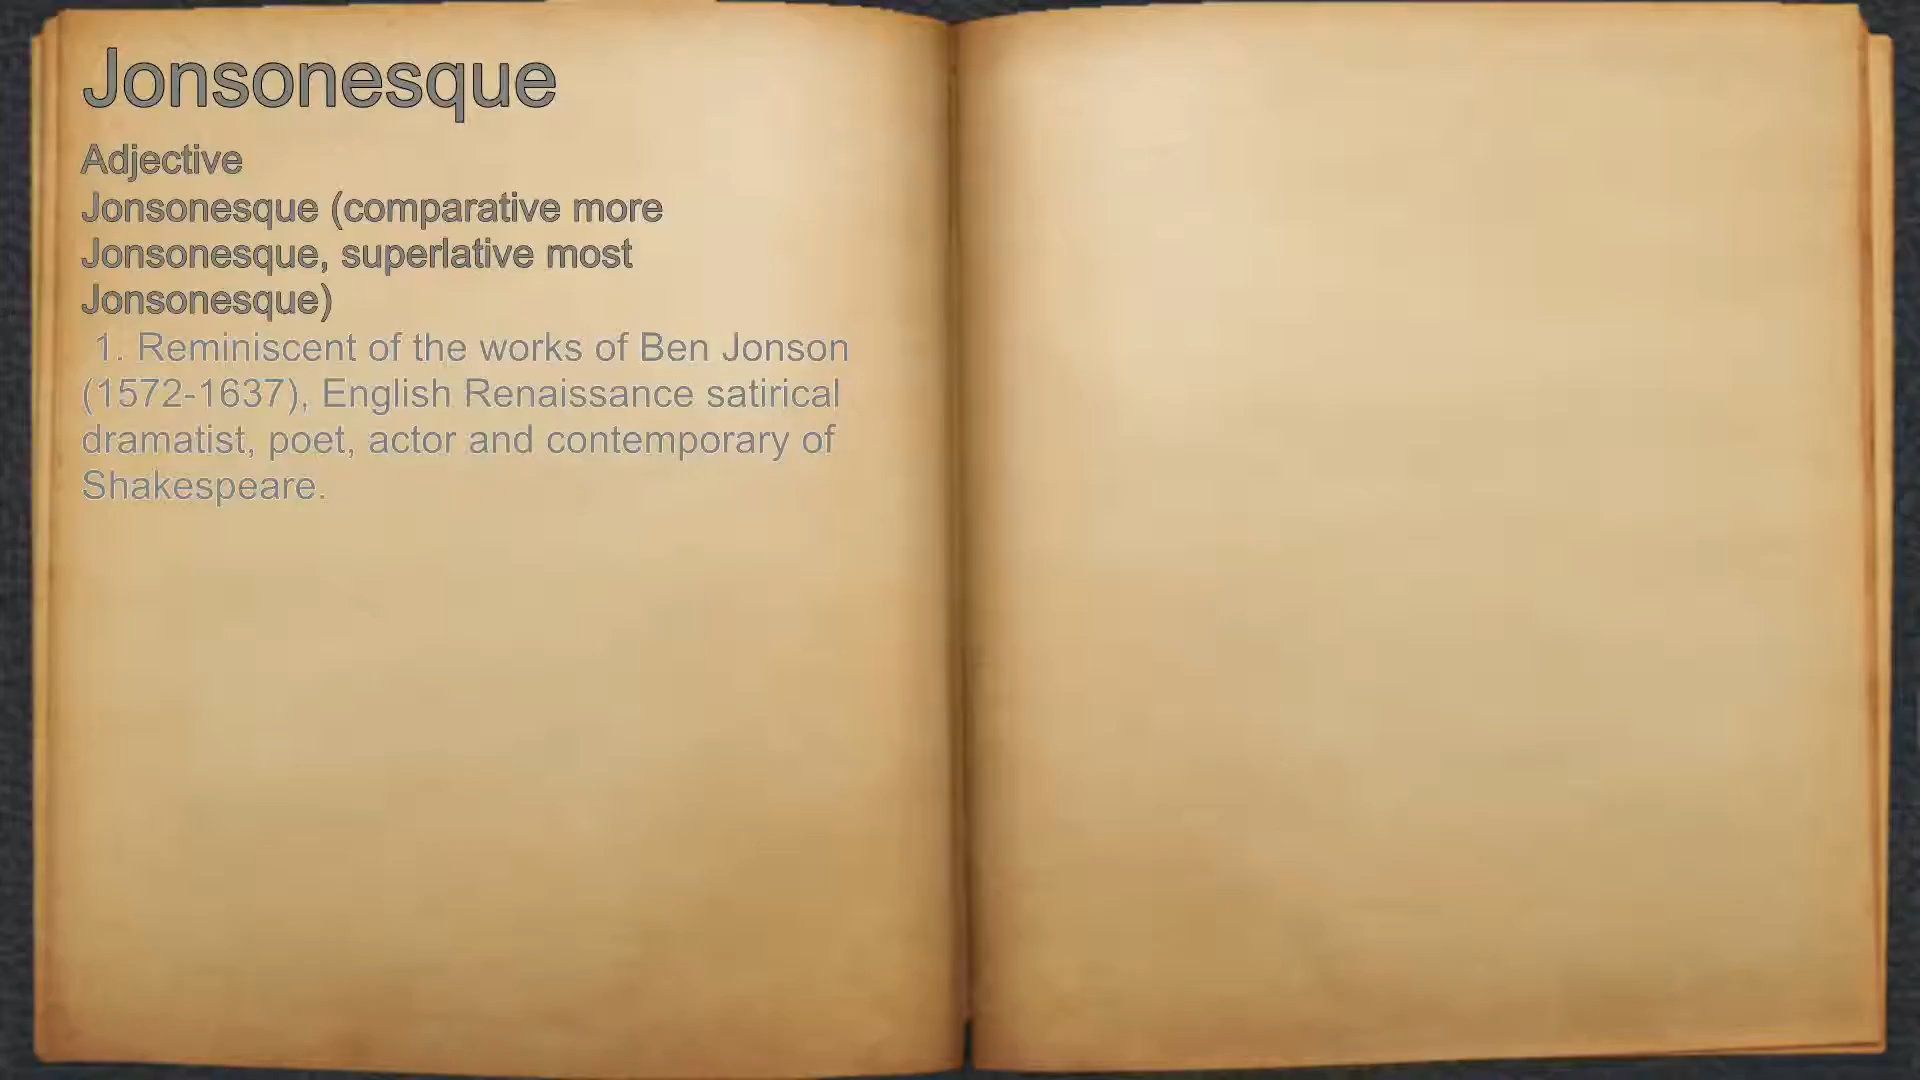 Jonsonesque
Adjective
Jonsonesque (comparative more
Jonsonesque, superlative most
Jonsonesque)
1. Reminiscent of the works of Ben Jonson
(1572-1637), English Renaissance satirical
dramatist, poet, actor and contemporary of
Shakespeare.